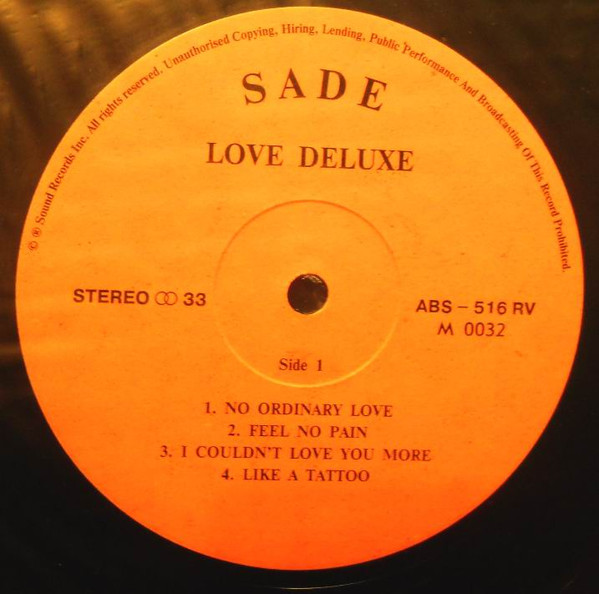 © ® Sound Records Inc. All rights reserved. Unauthorised Copying, Hiring, Lending, Public Performance And Broadcasting Of This Record Prohibited.
SADE
LOVE DELUXE
STEREO 33
ABS – 516 RV
M 0032
Side 1
1. NO ORDINARY LOVE
2. FEEL NO PAIN
3. I COULDN'T LOVE YOU MORE
4. LIKE A TATTOO